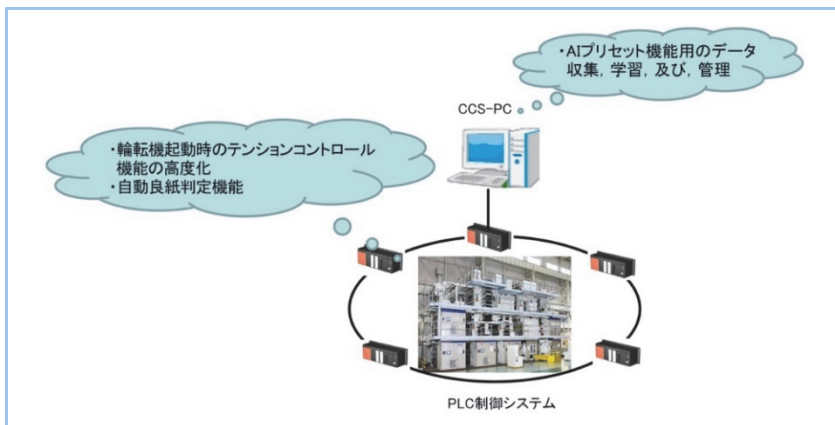 ・AIプリセット機能用のデータ
収集, 学習, 及び, 管理
CCS-PC
・輪転機起動時のテンションコントロール
機能の高度化
・自動良紙判定機能
PLC制御システム